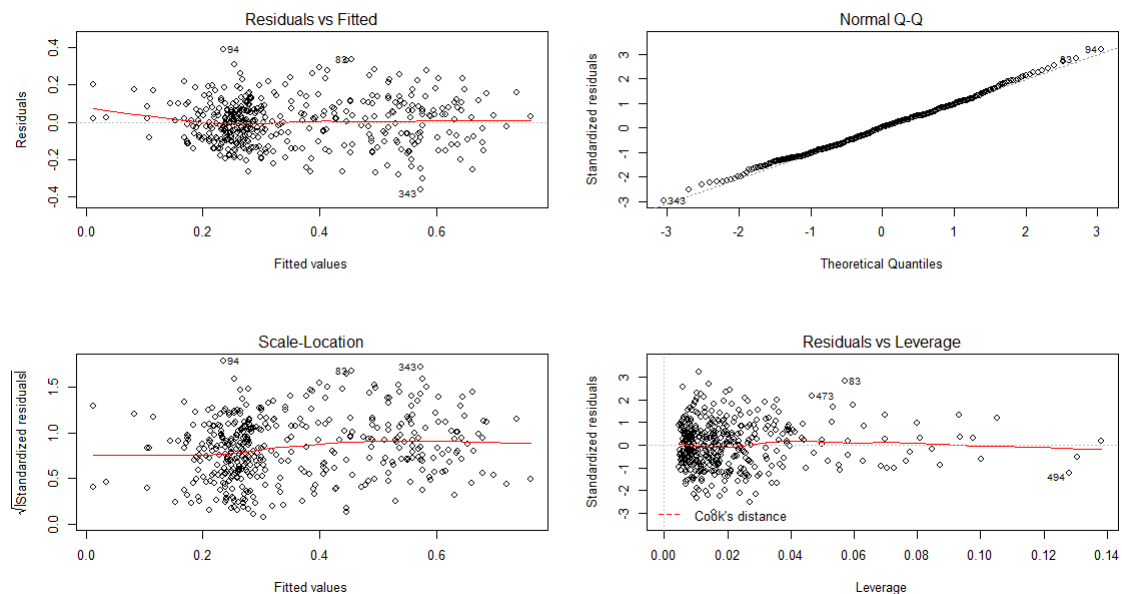 Residuals vs Fitted
Residuals
0.4
0.2
0.0
-0.2
-0.4
94
83
343
0.0 0.2 0.4 0.6
Fitted values
Normal Q-Q
Standardized residuals
3
2
1
0
-1
-2
-3
94
83
343
-3 -2 -1 0 1 2 3
Theoretical Quantiles
Scale-Location
√|Standardized residuals|
1.5
1.0
0.5
0.0
94
83
343
0.0 0.2 0.4 0.6
Fitted values
Residuals vs Leverage
Standardized residuals
3
2
1
0
-1
-2
-3
83
473
494
Cook's distance
0.00 0.02 0.04 0.06 0.08 0.10 0.12 0.14
Leverage